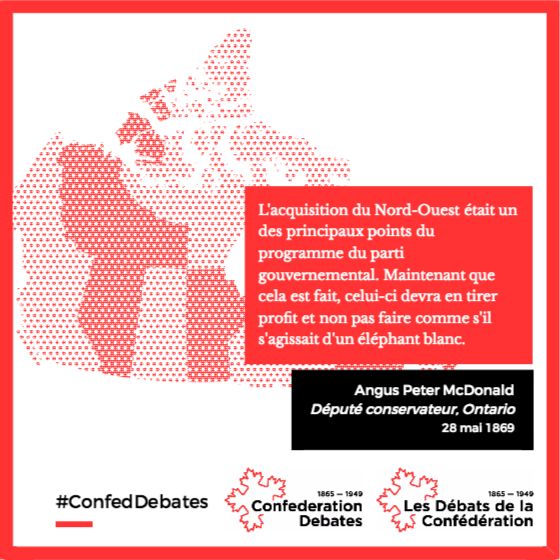 L'acquisition du Nord-Ouest était un
des principaux points du
programme du parti
gouvernemental. Maintenant que
cela est fait, celui-ci devra en tirer
profit et non pas faire comme s'il
s'agissait d'un éléphant blanc.
Angus Peter McDonald
Député conservateur, Ontario
28 mai 1869
#ConfedDebates
1865 — 1949
Confederation
Debates
1865 — 1949
Les Débats de la
Confédération